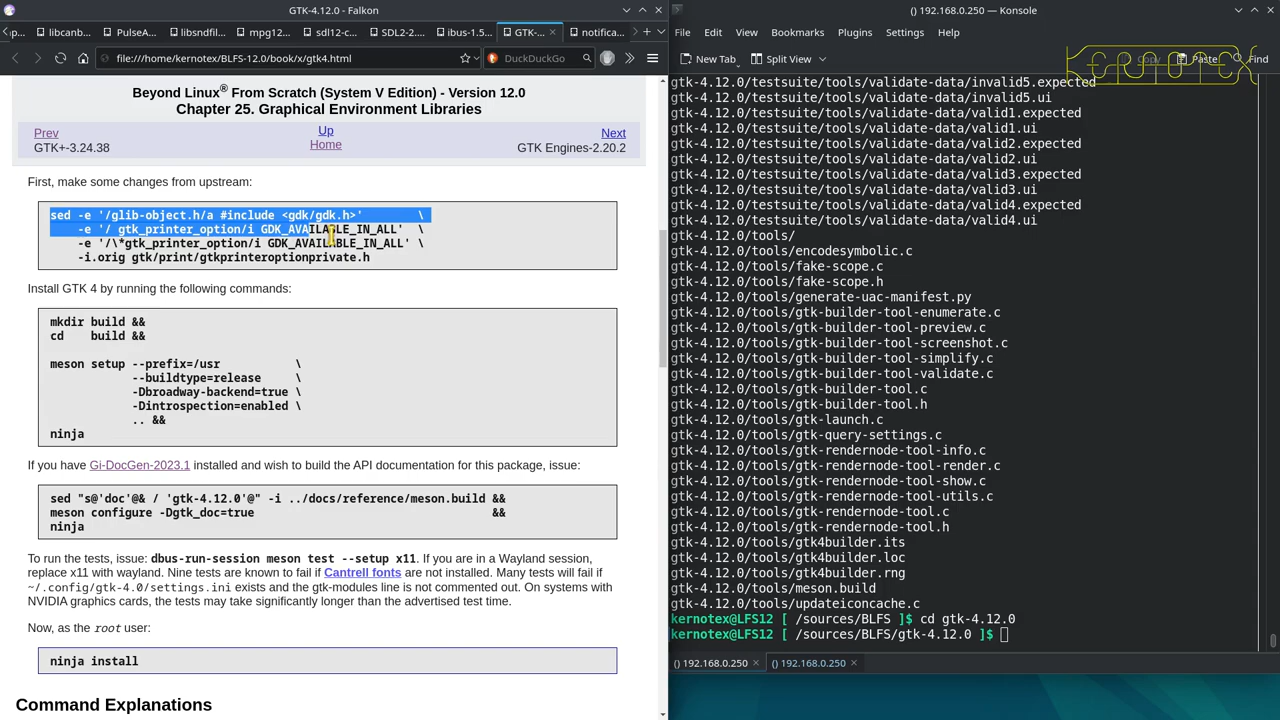 GTK-4.12.0 - Falkon
libcanb...
PulseA...
libsndfil...
mpg12...
sdl12-c...
SDL2-2...
ibus-1.5...
GTK-...
notifica...
file:///home/kernotex/BLFS-12.0/book/x/gtk4.html
DuckDuckGo
Beyond Linux® From Scratch (System V Edition) - Version 12.0
Chapter 25. Graphical Environment Libraries
Prev Up Next
GTK+-3.24.38 Home GTK Engines-2.20.2
First, make some changes from upstream:
sed -e '/glib-object.h/a #include <gdk/gdk.h>' \
-e '/ gtk_printer_option/i GDK_AVAILABLE_IN_ALL' \
-e '/\*gtk_printer_option/i GDK_AVAILABLE_IN_ALL' \
-i.orig gtk/print/gtkprinteroptionprivate.h
Install GTK 4 by running the following commands:
mkdir build &&
cd build &&
meson setup --prefix=/usr \
--buildtype=release \
-Dbroadway-backend=true \
-Dintrospection=enabled \
.. &&
ninja
If you have Gi-DocGen-2023.1 installed and wish to build the API documentation for this package, issue:
sed "s@'doc'@& / 'gtk-4.12.0'@" -i ../docs/reference/meson.build &&
meson configure -Dgtk_doc=true &&
ninja
To run the tests, issue: dbus-run-session meson test --setup x11. If you are in a Wayland session,
replace x11 with wayland. Nine tests are known to fail if Cantrell fonts are not installed. Many tests will fail if
~/.config/gtk-4.0/settings.ini exists and the gtk-modules line is not commented out. On systems with
NVIDIA graphics cards, the tests may take significantly longer than the advertised test time.
Now, as the root user:
ninja install
Command Explanations
() 192.168.0.250 — Konsole
File Edit View Bookmarks Plugins Settings Help
New Tab Split View Copy Paste Find
kernotex
gtk-4.12.0/testsuite/tools/validate-data/invalid5.expected
gtk-4.12.0/testsuite/tools/validate-data/invalid5.ui
gtk-4.12.0/testsuite/tools/validate-data/valid1.expected
gtk-4.12.0/testsuite/tools/validate-data/valid1.ui
gtk-4.12.0/testsuite/tools/validate-data/valid2.expected
gtk-4.12.0/testsuite/tools/validate-data/valid2.ui
gtk-4.12.0/testsuite/tools/validate-data/valid3.expected
gtk-4.12.0/testsuite/tools/validate-data/valid3.ui
gtk-4.12.0/testsuite/tools/validate-data/valid4.expected
gtk-4.12.0/testsuite/tools/validate-data/valid4.ui
gtk-4.12.0/tools/
gtk-4.12.0/tools/encodesymbolic.c
gtk-4.12.0/tools/fake-scope.c
gtk-4.12.0/tools/fake-scope.h
gtk-4.12.0/tools/generate-uac-manifest.py
gtk-4.12.0/tools/gtk-builder-tool-enumerate.c
gtk-4.12.0/tools/gtk-builder-tool-preview.c
gtk-4.12.0/tools/gtk-builder-tool-screenshot.c
gtk-4.12.0/tools/gtk-builder-tool-simplify.c
gtk-4.12.0/tools/gtk-builder-tool-validate.c
gtk-4.12.0/tools/gtk-builder-tool.c
gtk-4.12.0/tools/gtk-builder-tool.h
gtk-4.12.0/tools/gtk-launch.c
gtk-4.12.0/tools/gtk-query-settings.c
gtk-4.12.0/tools/gtk-rendernode-tool-info.c
gtk-4.12.0/tools/gtk-rendernode-tool-render.c
gtk-4.12.0/tools/gtk-rendernode-tool-show.c
gtk-4.12.0/tools/gtk-rendernode-tool-utils.c
gtk-4.12.0/tools/gtk-rendernode-tool.c
gtk-4.12.0/tools/gtk-rendernode-tool.h
gtk-4.12.0/tools/gtk4builder.its
gtk-4.12.0/tools/gtk4builder.loc
gtk-4.12.0/tools/gtk4builder.rng
gtk-4.12.0/tools/meson.build
gtk-4.12.0/tools/updateiconcache.c
kernotex@LFS12 [ /sources/BLFS ]$ cd gtk-4.12.0
kernotex@LFS12 [ /sources/BLFS/gtk-4.12.0 ]$
() 192.168.0.250 () 192.168.0.250